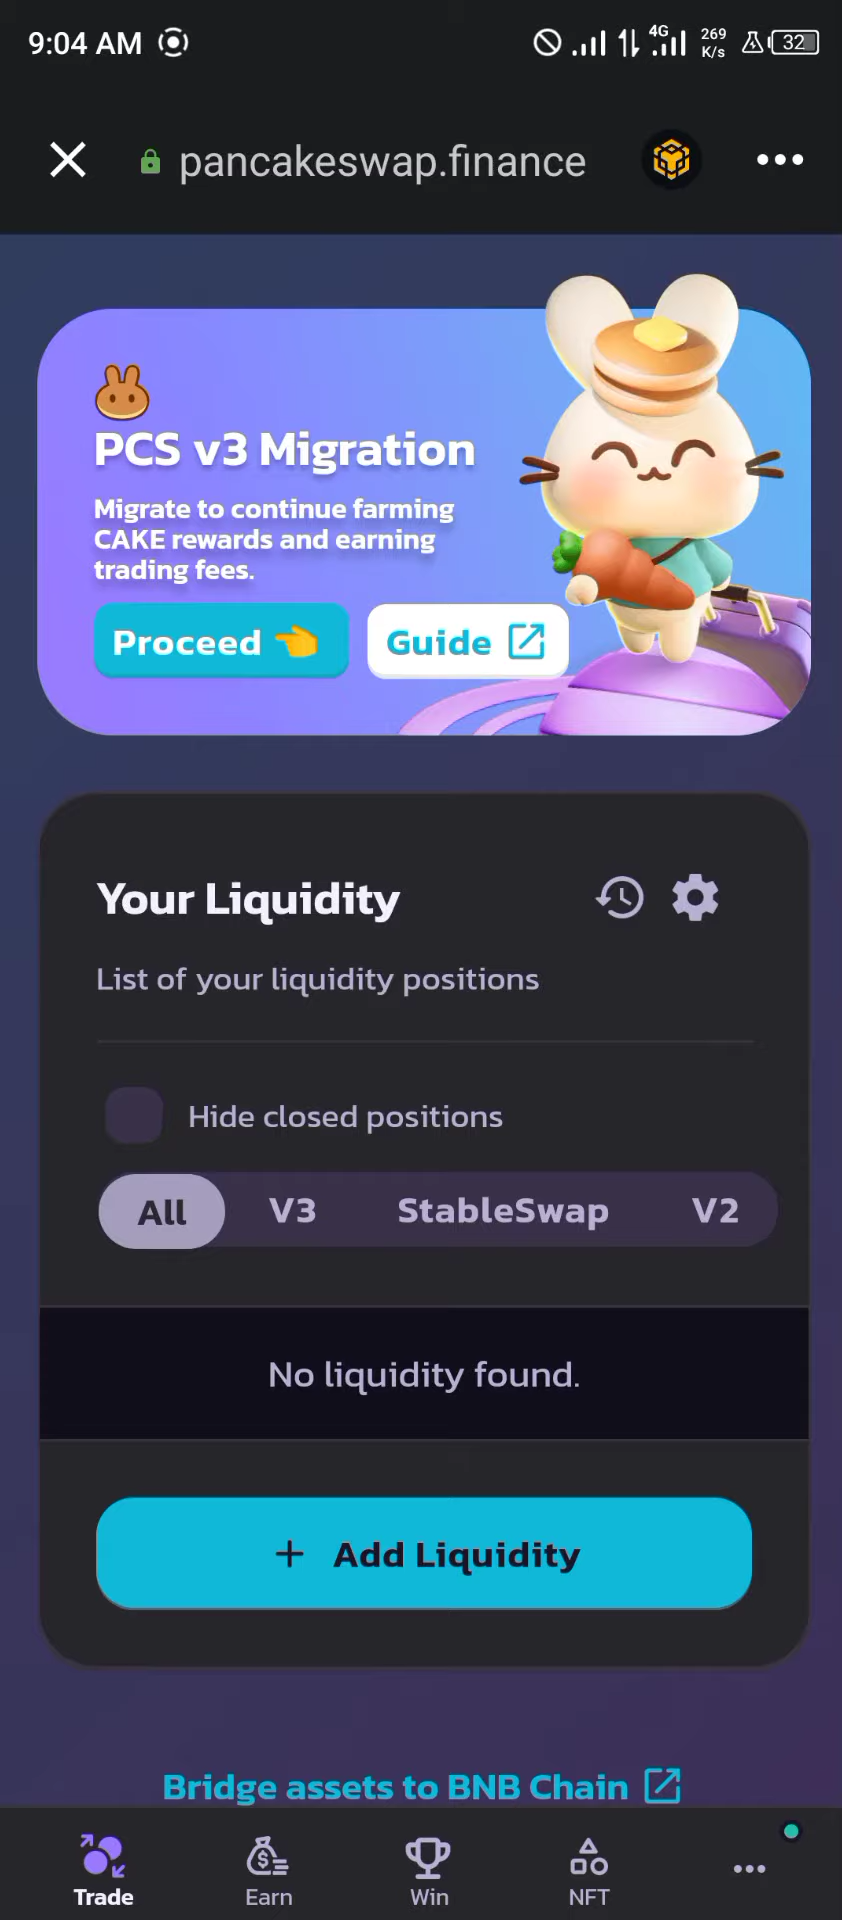 9:04 AM
4G
269
K/s
32
pancakeswap.finance
PCS v3 Migration
Migrate to continue farming
CAKE rewards and earning
trading fees.
Proceed 👈
Guide
Your Liquidity
List of your liquidity positions
Hide closed positions
All V3 StableSwap V2
No liquidity found.
+ Add Liquidity
Bridge assets to BNB Chain
Trade Earn Win NFT